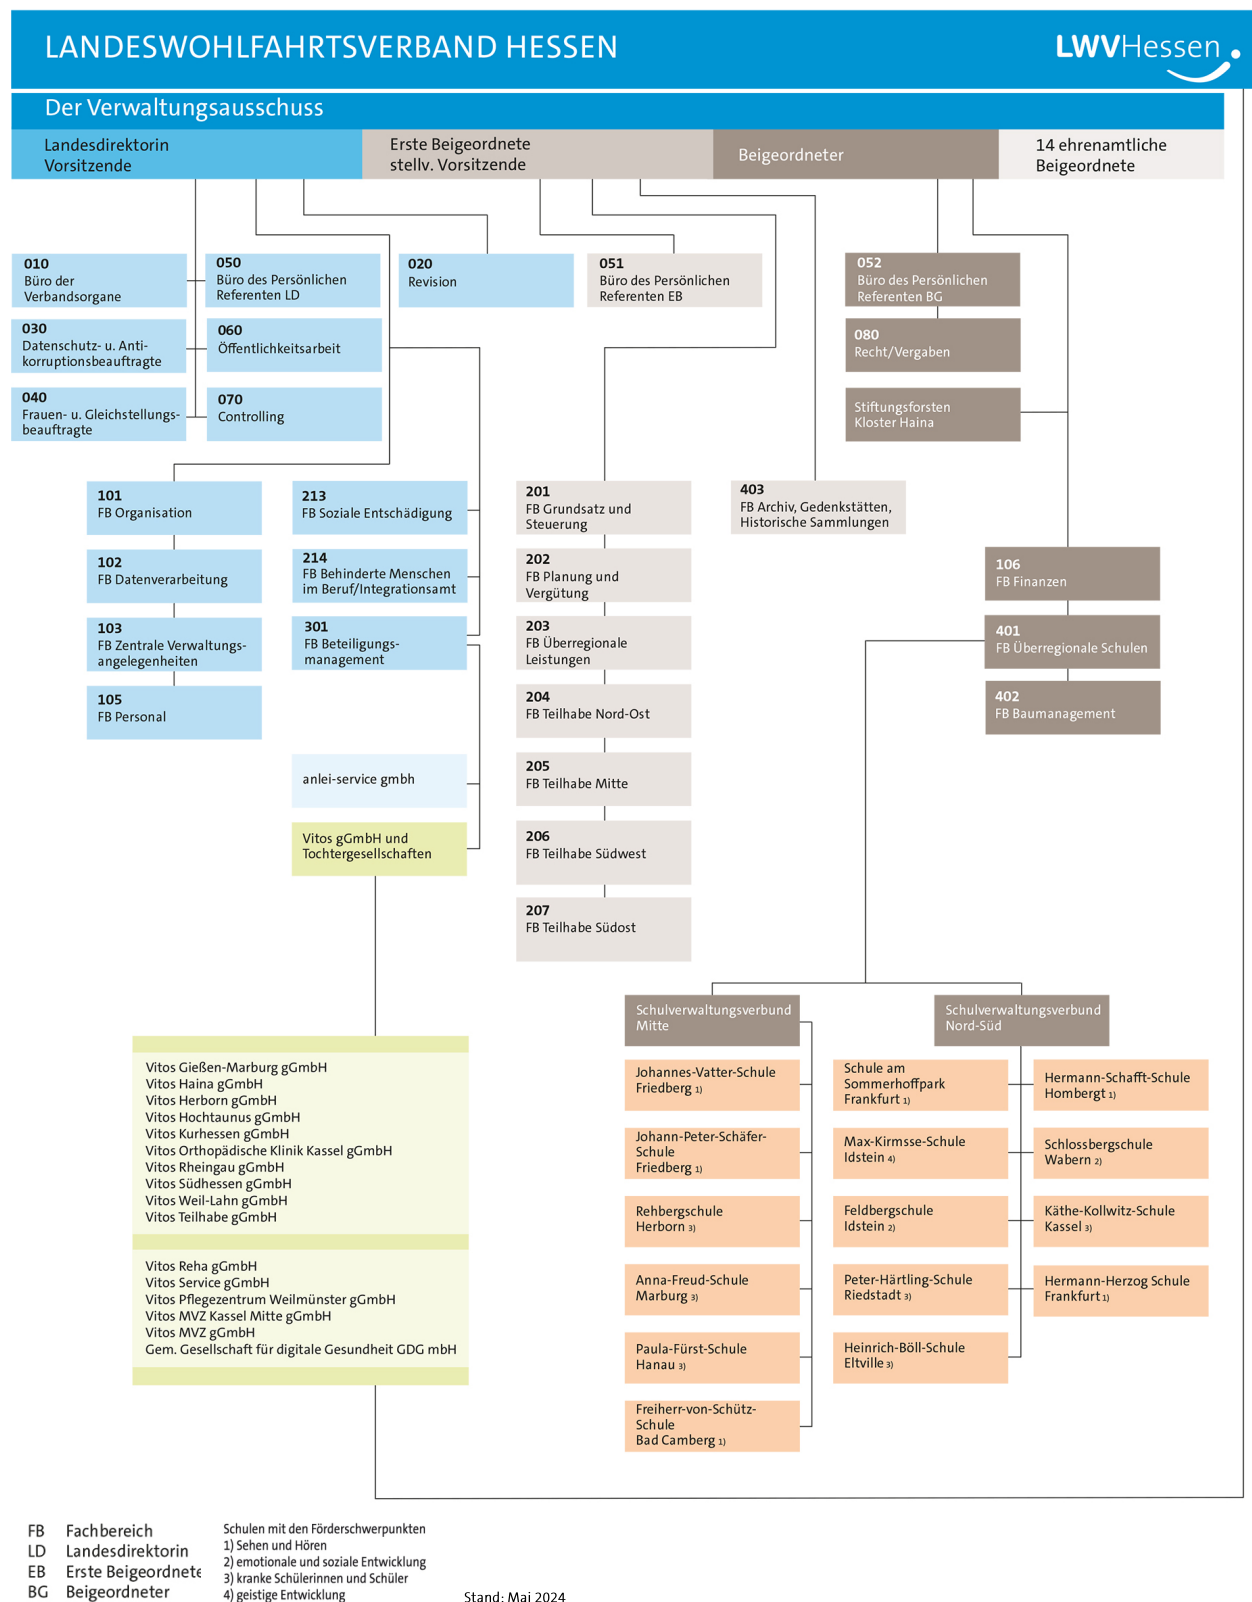 LANDESWOHLFAHRTSVERBAND HESSEN
LWVHessen
Der Verwaltungsausschuss
Landesdirektorin
Vorsitzende
Erste Beigeordnete
stellv. Vorsitzende
Beigeordneter
14 ehrenamtliche
Beigeordnete
010
Büro der
Verbandsorgane
050
Büro des Persönlichen
Referenten LD
020
Revision
051
Büro des Persönlichen
Referenten EB
052
Büro des Persönlichen
Referenten BG
030
Datenschutz- u. Anti-
korruptionsbeauftragte
060
Öffentlichkeitsarbeit
080
Recht/Vergaben
040
Frauen- u. Gleichstellungs-
beauftragte
070
Controlling
Stiftungsforsten
Kloster Haina
101
FB Organisation
102
FB Datenverarbeitung
103
FB Zentrale Verwaltungs-
angelegenheiten
105
FB Personal
213
FB Soziale Entschädigung
214
FB Behinderte Menschen
im Beruf/Integrationsamt
301
FB Beteiligungs-
management
anlei-service gmbh
Vitos gGmbH und
Tochtergesellschaften
201
FB Grundsatz und
Steuerung
202
FB Planung und
Vergütung
203
FB Überregionale
Leistungen
204
FB Teilhabe Nord-Ost
205
FB Teilhabe Mitte
206
FB Teilhabe Südwest
207
FB Teilhabe Südost
403
FB Archiv, Gedenkstätten,
Historische Sammlungen
106
FB Finanzen
401
FB Überregionale Schulen
402
FB Baumanagement
Vitos Gießen-Marburg gGmbH
Vitos Haina gGmbH
Vitos Herborn gGmbH
Vitos Hochtaunus gGmbH
Vitos Kurhessen gGmbH
Vitos Orthopädische Klinik Kassel gGmbH
Vitos Rheingau gGmbH
Vitos Südhessen gGmbH
Vitos Weil-Lahn gGmbH
Vitos Teilhabe gGmbH
Vitos Reha gGmbH
Vitos Service gGmbH
Vitos Pflegezentrum Weilmünster gGmbH
Vitos MVZ Kassel Mitte gGmbH
Vitos MVZ gGmbH
Gem. Gesellschaft für digitale Gesundheit GDG mbH
Schulverwaltungsverbund
Mitte
Johannes-Vatter-Schule
Friedberg 1)
Johann-Peter-Schäfer-
Schule
Friedberg 1)
Rehbergschule
Herborn 3)
Anna-Freud-Schule
Marburg 3)
Paula-Fürst-Schule
Hanau 3)
Freiherr-von-Schütz-
Schule
Bad Camberg 1)
Schulverwaltungsverbund
Nord-Süd
Schule am
Sommerhoffpark
Frankfurt 1)
Max-Kirmsse-Schule
Idstein 4)
Feldbergschule
Idstein 2)
Peter-Härtling-Schule
Riedstadt 3)
Heinrich-Böll-Schule
Eltville 3)
Hermann-Schafft-Schule
Hombergt 1)
Schlossbergschule
Wabern 2)
Käthe-Kollwitz-Schule
Kassel 3)
Hermann-Herzog Schule
Frankfurt 1)
FB Fachbereich
LD Landesdirektorin
EB Erste Beigeordnete
BG Beigeordneter
Schulen mit den Förderschwerpunkten
1) Sehen und Hören
2) emotionale und soziale Entwicklung
3) kranke Schülerinnen und Schüler
4) geistige Entwicklung
Stand: Mai 2024